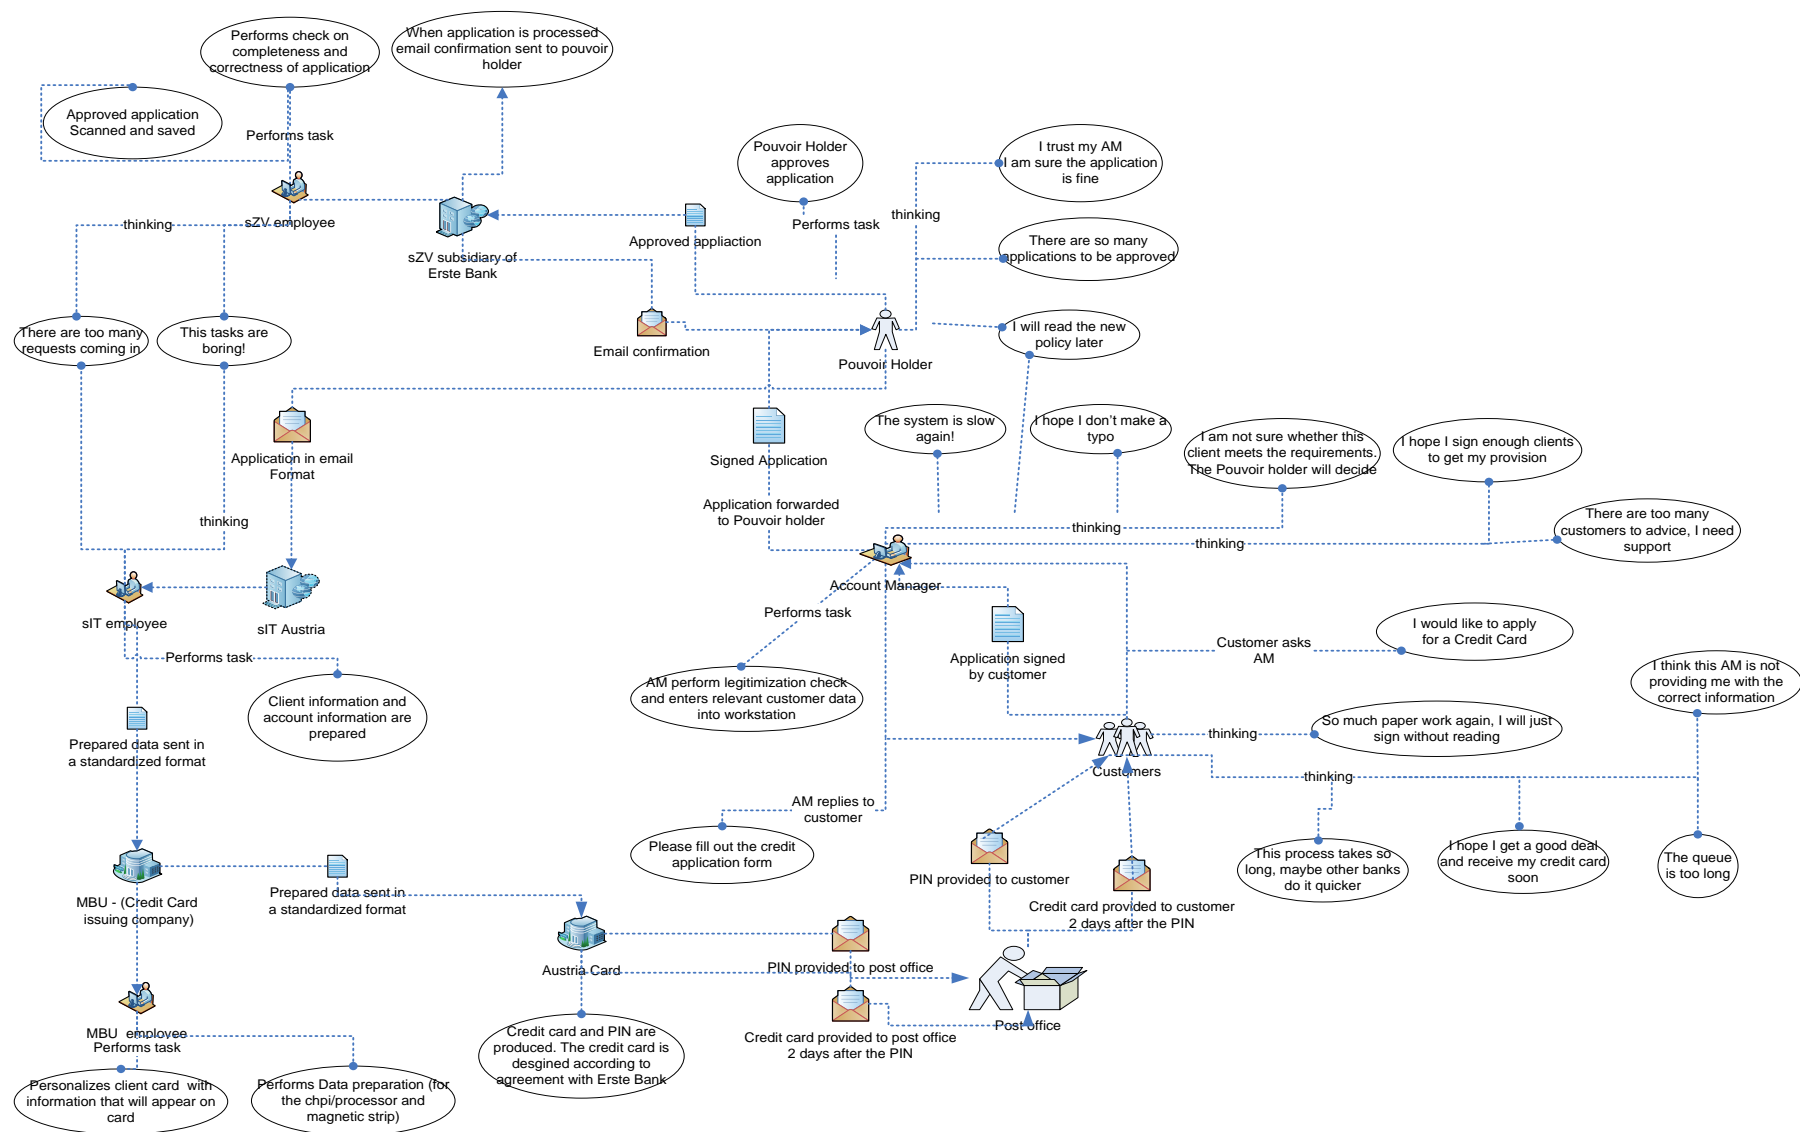 Performs check on
completeness and
correctness of application
When application is processed
email confirmation sent to pouvoir
holder
Approved application
Scanned and saved
Performs task
Pouvoir Holder
approves
application
I trust my AM
I am sure the application
is fine
thinking
sZV employee
thinking
Approved appliaction
Performs task
sZV subsidiary of
Erste Bank
There are so many
applications to be approved
There are too many
requests coming in
This tasks are
boring!
Email confirmation
Pouvoir Holder
I will read the new
policy later
Application in email
Format
Signed Application
The system is slow
again!
I hope I don't make a
typo
I am not sure whether this
client meets the requirements.
The Pouvoir holder will decide
I hope I sign enough clients
to get my provision
thinking
Application forwarded
to Pouvoir holder
thinking
thinking
There are too many
customers to advice, I need
support
Account Manager
sIT employee
sIT Austria
Performs task
Application signed
by customer
Customer asks
AM
I would like to apply
for a Credit Card
Performs task
AM perform legitimization check
and enters relevant customer data
into workstation
I think this AM is not
providing me with the
correct information
Client information and
account information are
prepared
So much paper work again, I will just
sign without reading
thinking
Prepared data sent in
a standardized format
Customers
thinking
AM replies to
customer
Please fill out the credit
application form
PIN provided to customer
This process takes so
long, maybe other banks
do it quicker
I hope I get a good deal
and receive my credit card
soon
The queue
is too long
MBU - (Credit Card
issuing company)
Prepared data sent in
a standardized format
Credit card provided to customer
2 days after the PIN
Austria Card
PIN provided to post office
MBU  employee
Performs task
Credit card and PIN are
produced. The credit card is
desgined according to
agreement with Erste Bank
Credit card provided to post office
2 days after the PIN
Post office
Personalizes client card  with
information that will appear on
card
Performs Data preparation (for
the chpi/processor and
magnetic strip)